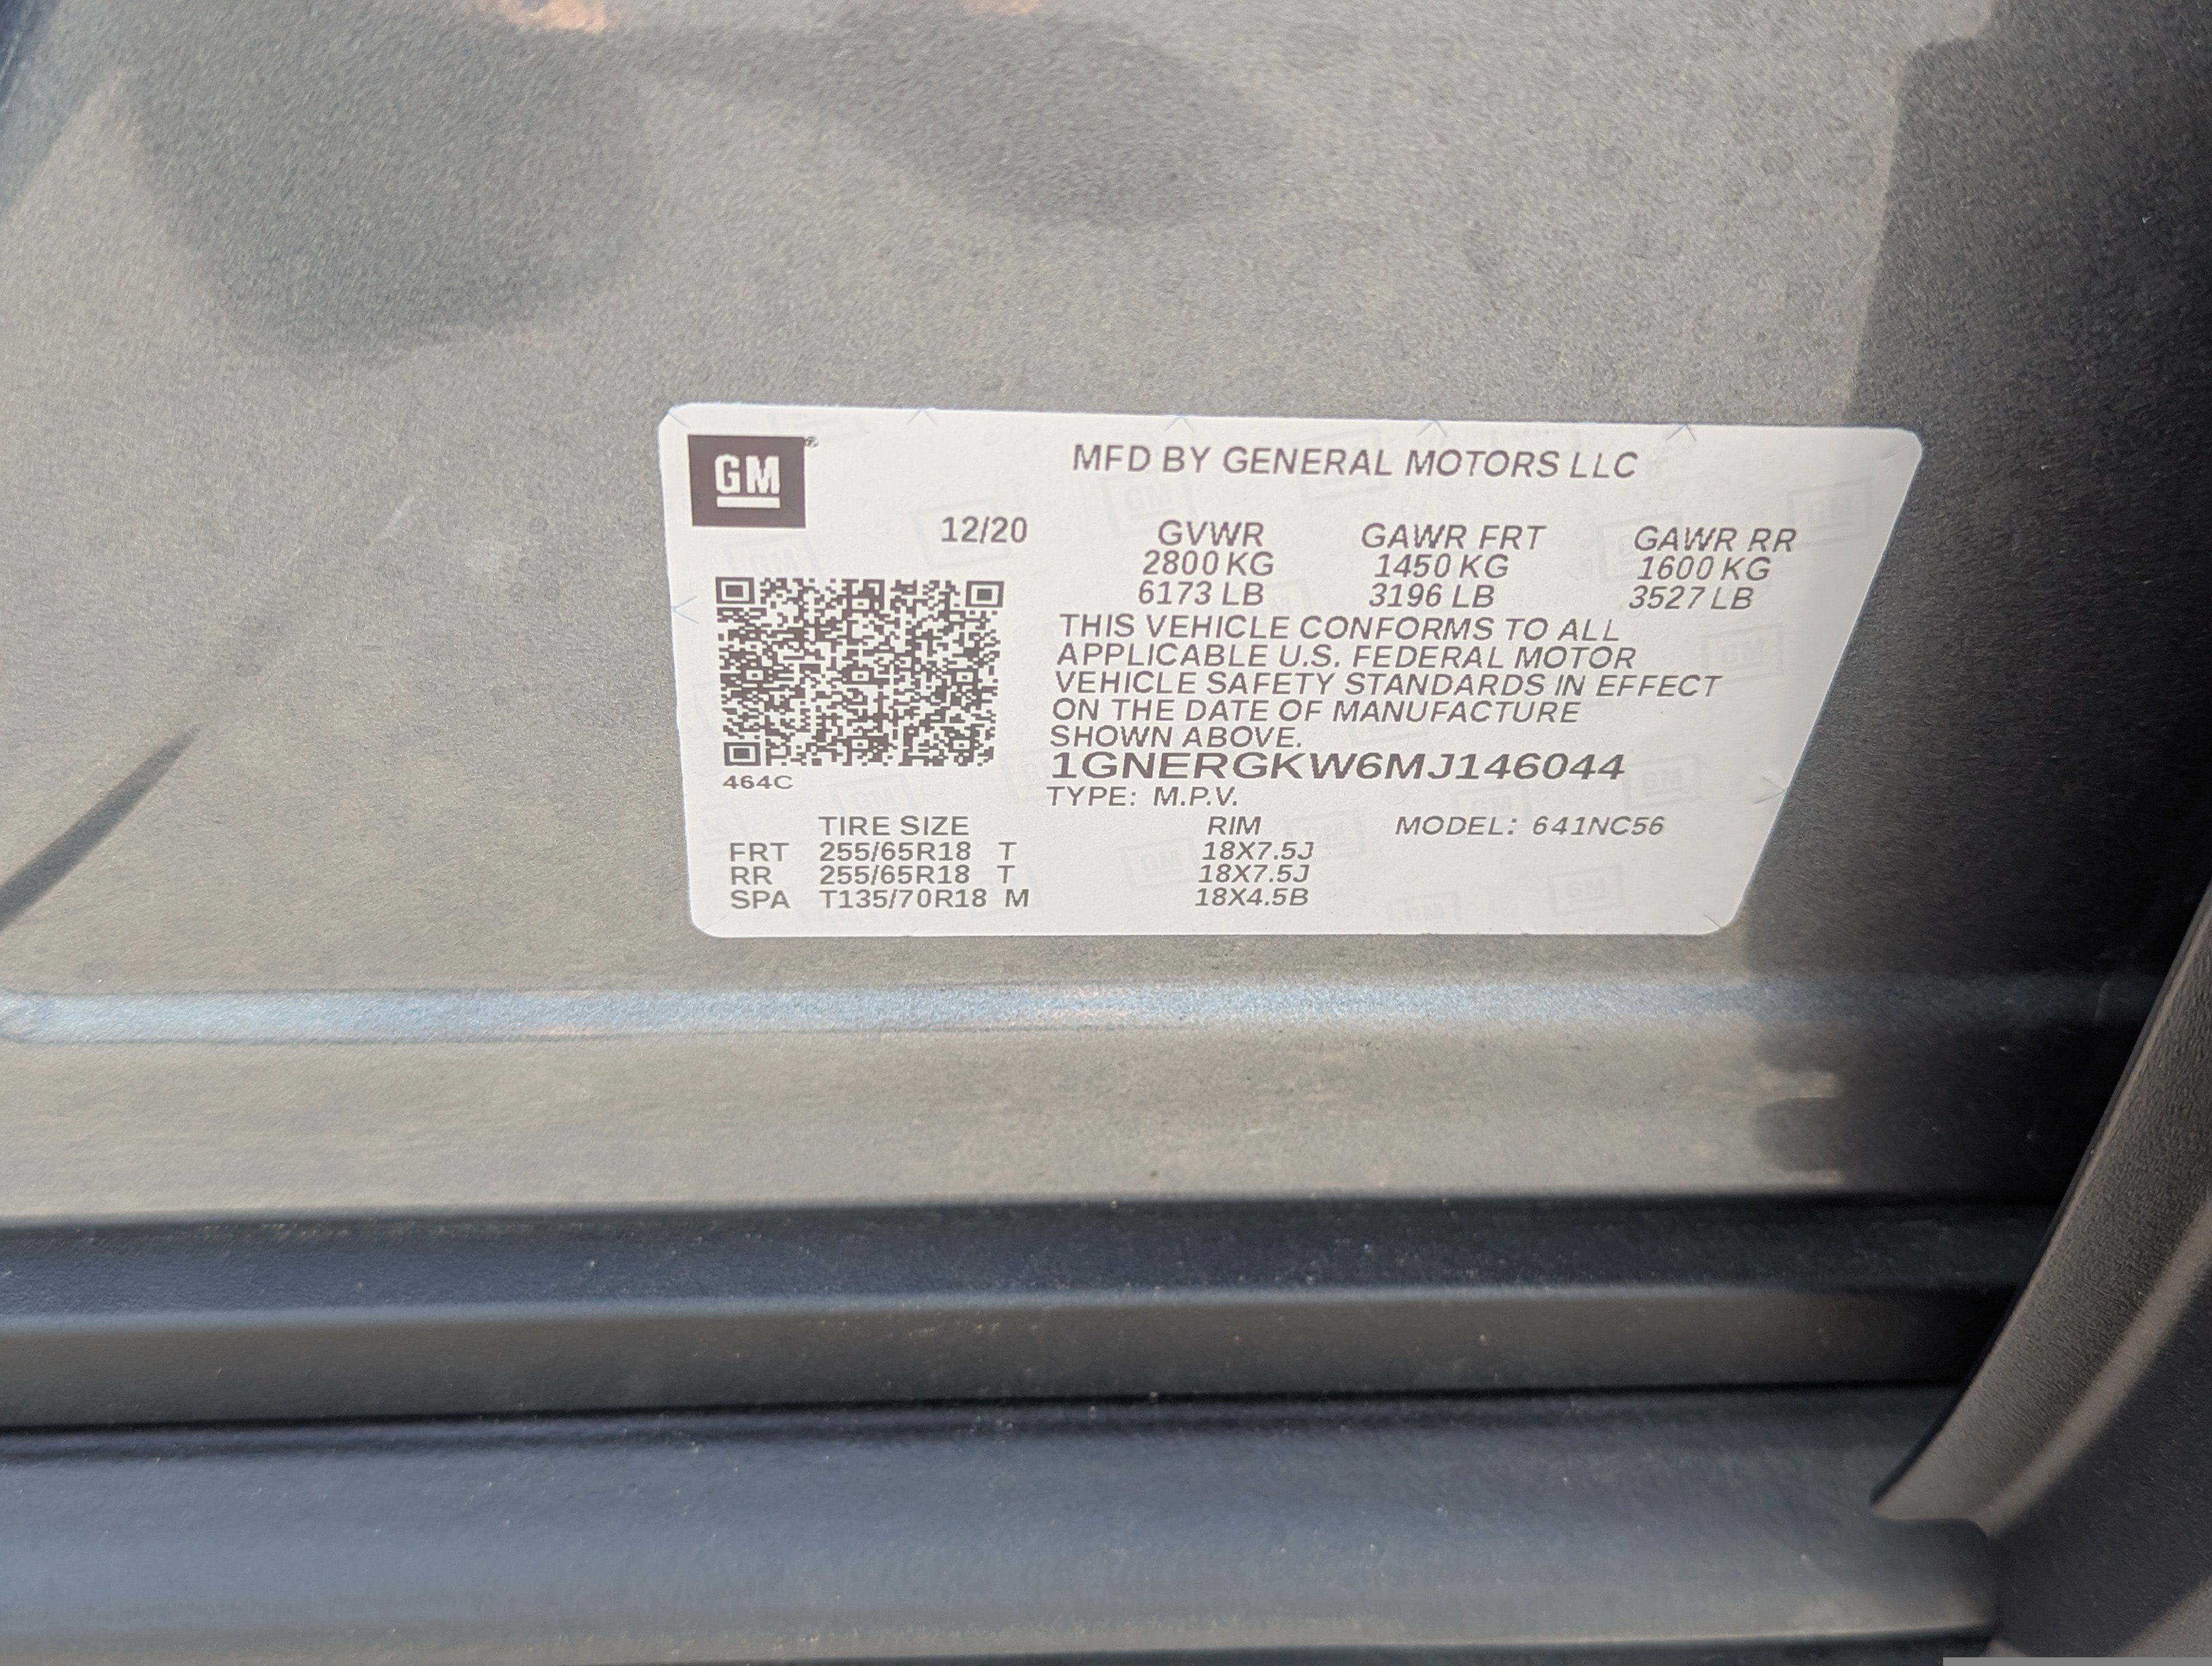 GM
MFD BY GENERAL MOTORS LLC
12/20 GVWR GAWR FRT GAWR RR
2800 KG 1450 KG 1600 KG
6173 LB 3196 LB 3527 LB
THIS VEHICLE CONFORMS TO ALL
APPLICABLE U.S. FEDERAL MOTOR
VEHICLE SAFETY STANDARDS IN EFFECT
ON THE DATE OF MANUFACTURE
SHOWN ABOVE.
1GNERGKW6MJ146044
464C
TYPE: M.P.V.
TIRE SIZE RIM MODEL: 641NC56
FRT 255/65R18 T 18X7.5J
RR 255/65R18 T 18X7.5J
SPA T135/70R18 M 18X4.5B